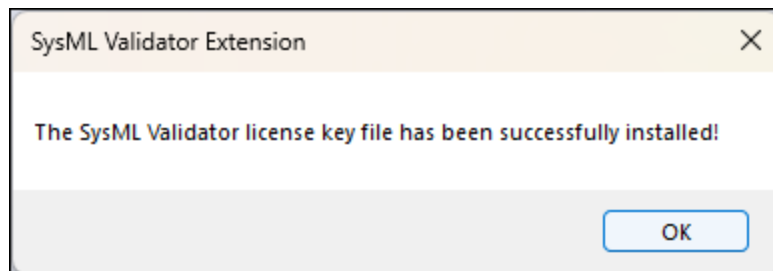 SysML Validator Extension
The SysML Validator license key file has been successfully installed!
OK